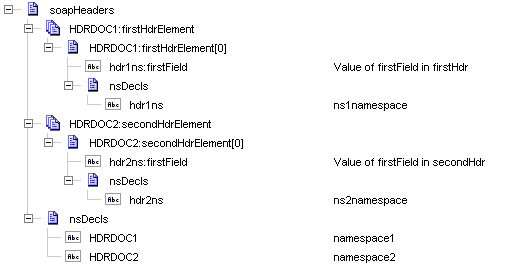 soapHeaders
HDRDOC1:firstHdrElement
HDRDOC1:firstHdrElement[0]
Abc hdr1ns:firstField Value of firstField in firstHdr
nsDecls
Abc hdr1ns ns1namespace
HDRDOC2:secondHdrElement
HDRDOC2:secondHdrElement[0]
Abc hdr2ns:firstField Value of firstField in secondHdr
nsDecls
Abc hdr2ns ns2namespace
nsDecls
Abc HDRDOC1 namespace1
Abc HDRDOC2 namespace2